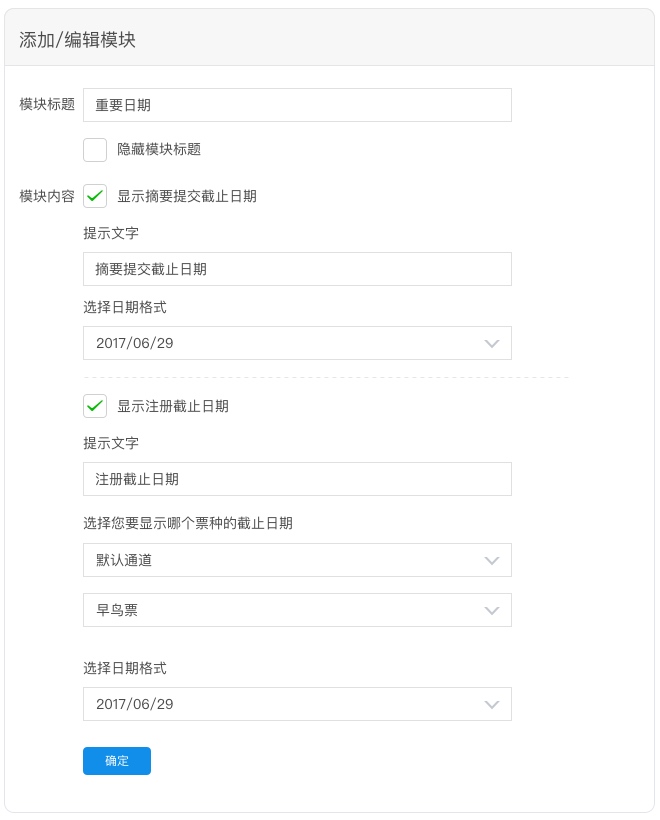 添加/编辑模块
模块标题 重要日期
隐藏模块标题
模块内容 显示摘要提交截止日期
提示文字
摘要提交截止日期
选择日期格式
2017/06/29
显示注册截止日期
提示文字
注册截止日期
选择您要显示哪个票种的截止日期
默认通道
早鸟票
选择日期格式
2017/06/29
确定